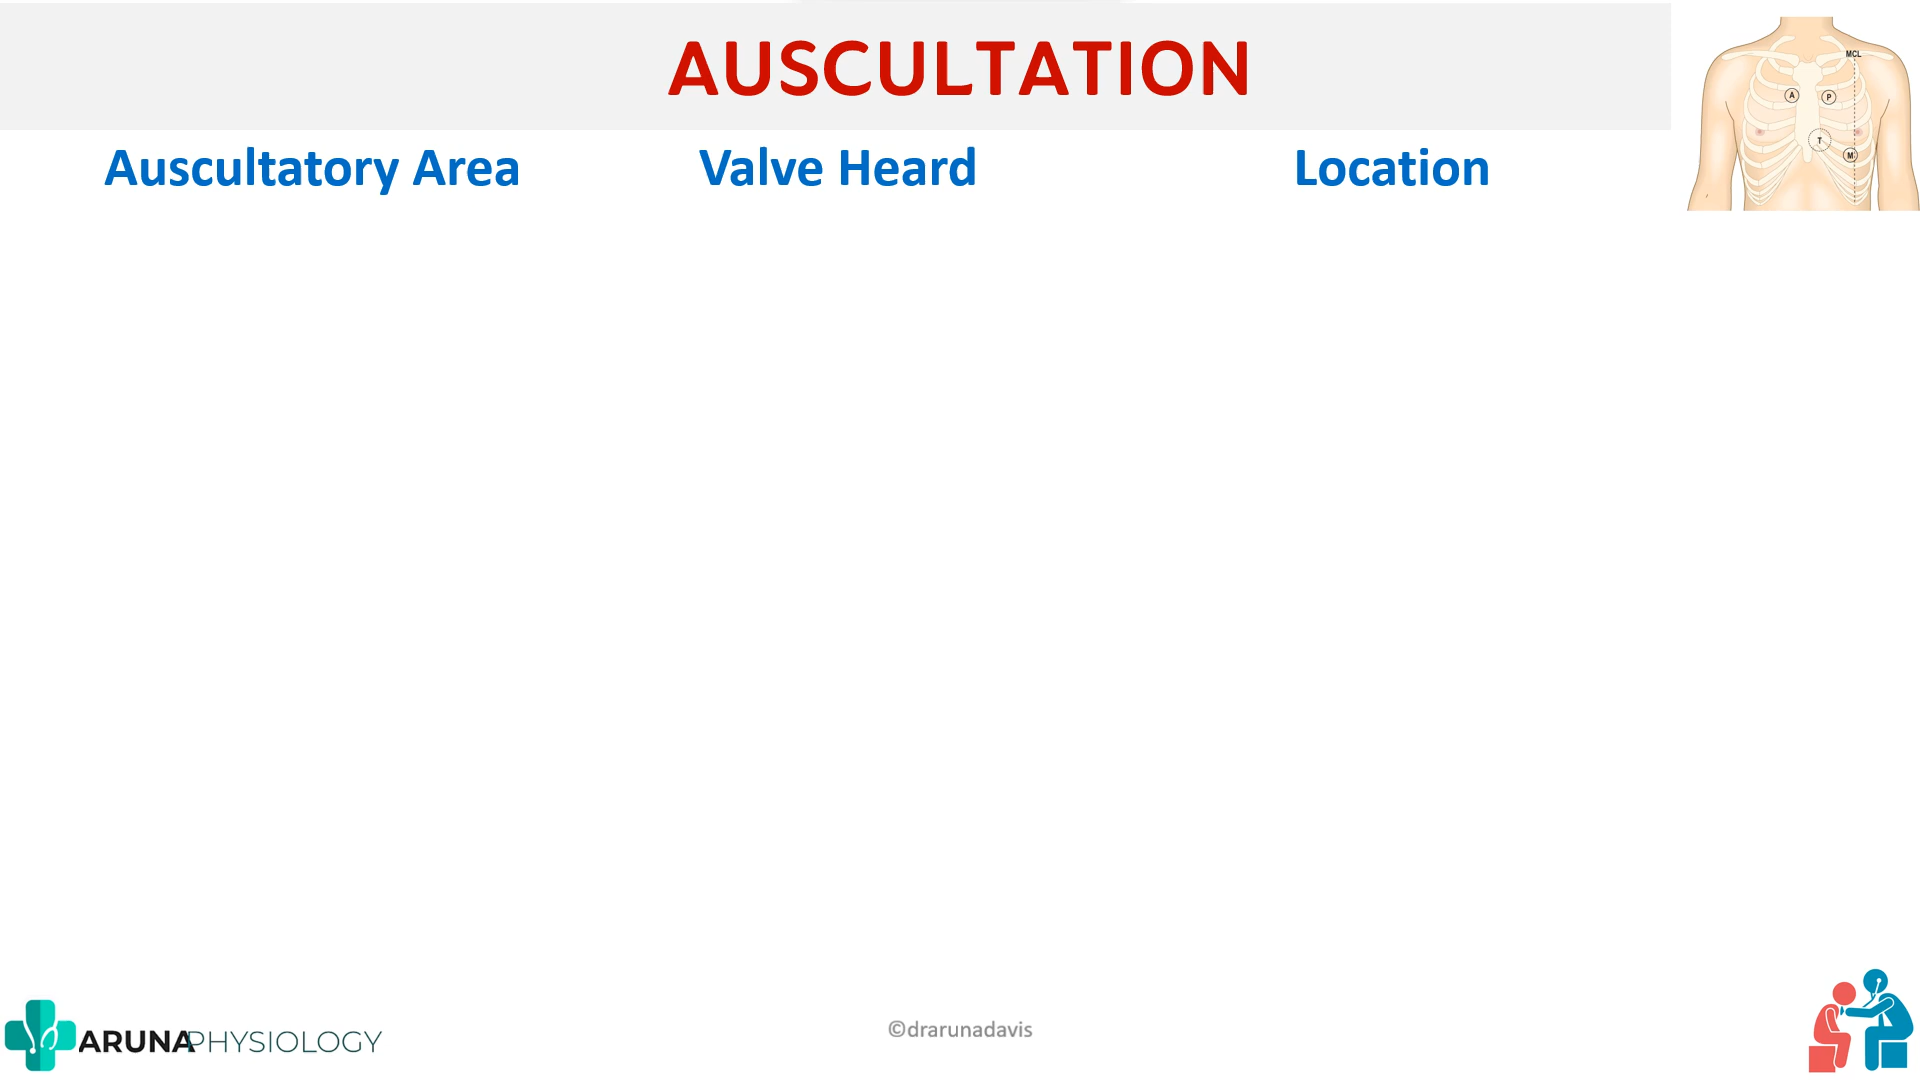 AUSCULTATION
MCL
A
P
T
M
Auscultatory Area
Valve Heard
Location
ARUNAPHYSIOLOGY
©drarunadavis